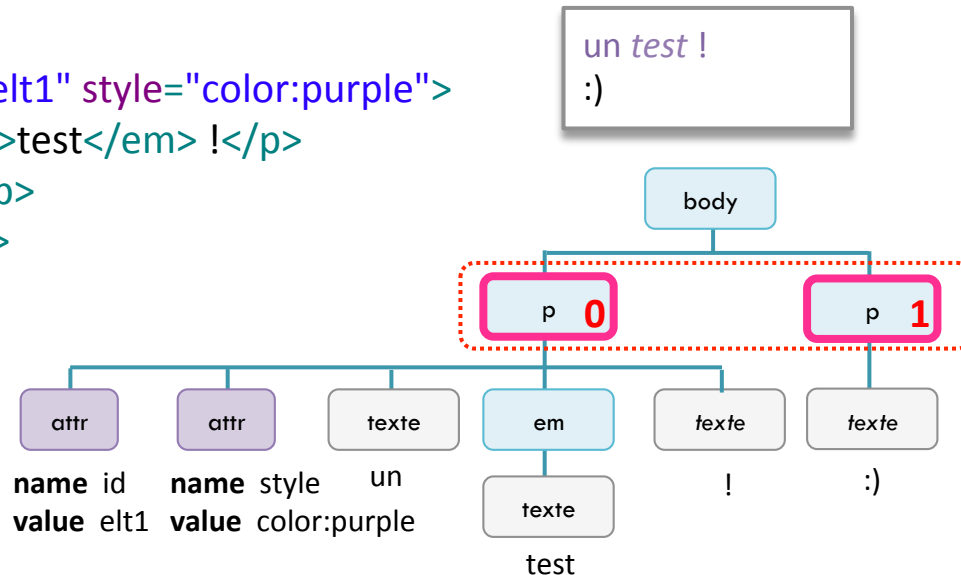 un test !
:)
elt1" style="color:purple">
>test</em> !</p>
>
>
body
p 0
p 1
attr
attr
texte
em
texte
texte
name id
value elt1
name style
value color:purple
un
!
:)
texte
test